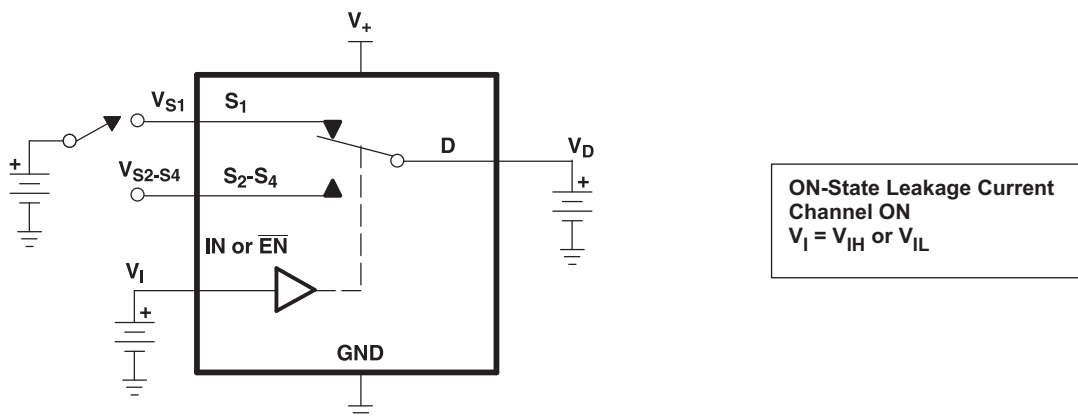 V+
VS1
S1
+
D
VD
VS2-S4
S2-S4
+
IN or E̅N̅
VI
+
GND
ON-State Leakage Current
Channel ON
VI = VIH or VIL